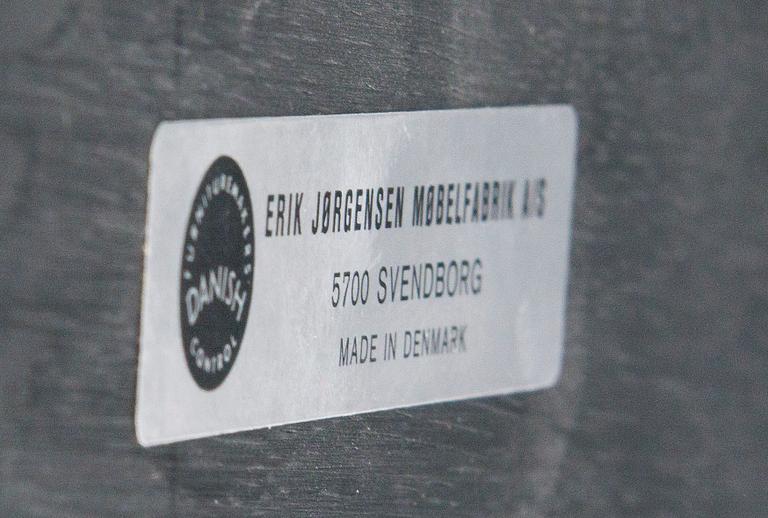 FURNITUREMAKERS
DANISH
CONTROL
ERIK JØRGENSEN MØBELFABRIK A/S
5700 SVENDBORG
MADE IN DENMARK